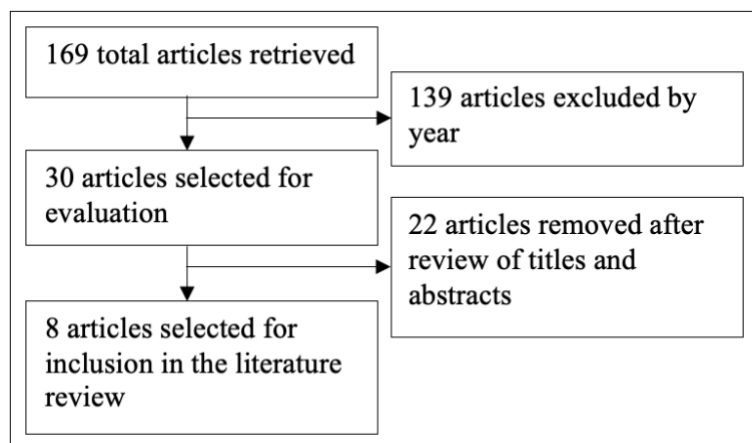 169 total articles retrieved
139 articles excluded by
year
30 articles selected for
evaluation
22 articles removed after
review of titles and
abstracts
8 articles selected for
inclusion in the literature
review